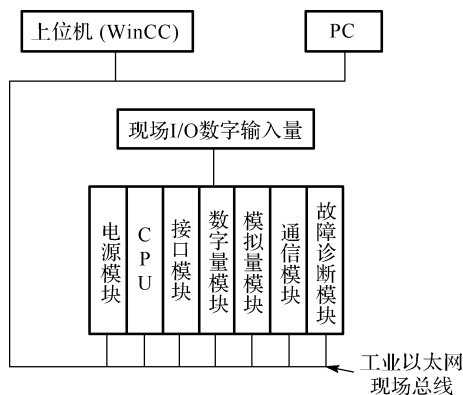 上位机 (WinCC)
PC
现场I/O数字输入量
电源模块
CPU
接口模块
数字量模块
模拟量模块
通信模块
故障诊断模块
工业以太网
现场总线